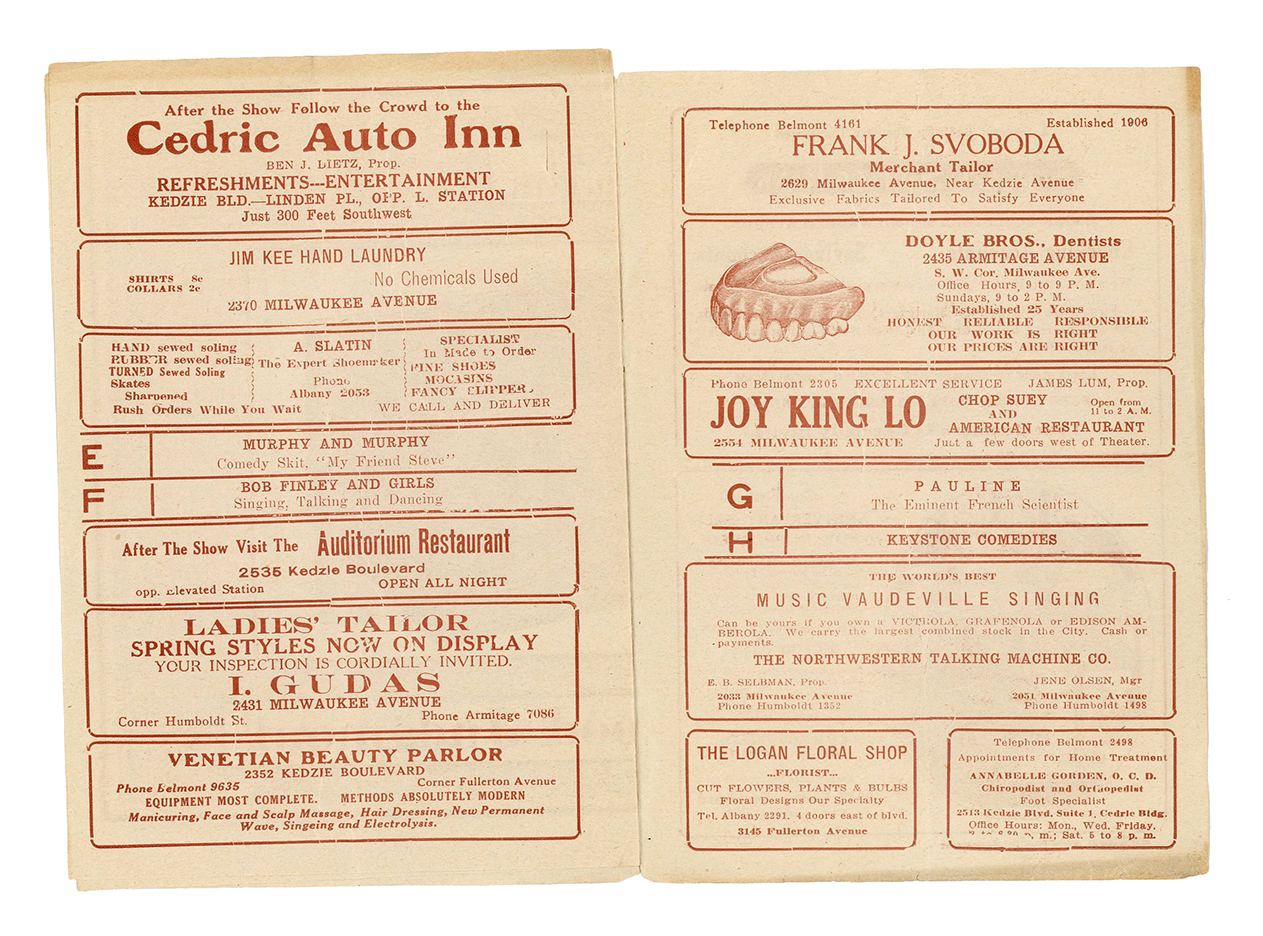 After the Show Follow the Crowd to the
Cedric Auto Inn
BEN J. LIETZ, Prop.
REFRESHMENTS---ENTERTAINMENT
KEDZIE BLD.—LINDEN PL., OPP. L. STATION
Just 300 Feet Southwest
JIM KEE HAND LAUNDRY
SHIRTS 8c
COLLARS 2c
No Chemicals Used
2370 MILWAUKEE AVENUE
HAND sewed soling
RUBBER sewed soling
TURNED Sewed Soling
Skates
Sharpened
Rush Orders While You Wait
A. SLATIN
The Expert Shoemaker
Phone
Albany 2053
SPECIALIST
In Made to Order
FINE SHOES
MOCASINS
FANCY SLIPPERS
WE CALL AND DELIVER
E
MURPHY AND MURPHY
Comedy Skit, "My Friend Steve"
F
BOB FINLEY AND GIRLS
Singing, Talking and Dancing
After The Show Visit The Auditorium Restaurant
2535 Kedzie Boulevard
opp. Elevated Station OPEN ALL NIGHT
LADIES' TAILOR
SPRING STYLES NOW ON DISPLAY
YOUR INSPECTION IS CORDIALLY INVITED.
I. GUDAS
2431 MILWAUKEE AVENUE
Corner Humboldt St. Phone Armitage 7086
VENETIAN BEAUTY PARLOR
2352 KEDZIE BOULEVARD
Phone Belmont 9635 Corner Fullerton Avenue
EQUIPMENT MOST COMPLETE. METHODS ABSOLUTELY MODERN
Manicuring, Face and Scalp Massage, Hair Dressing, New Permanent
Wave, Singeing and Electrolysis.
Telephone Belmont 4161 Established 1906
FRANK J. SVOBODA
Merchant Tailor
2629 Milwaukee Avenue, Near Kedzie Avenue
Exclusive Fabrics Tailored To Satisfy Everyone
DOYLE BROS., Dentists
2435 ARMITAGE AVENUE
S. W. Cor. Milwaukee Ave.
Office Hours, 9 to 9 P. M.
Sundays, 9 to 2 P. M.
Established 25 Years
HONEST RELIABLE RESPONSIBLE
OUR WORK IS RIGHT
OUR PRICES ARE RIGHT
Phone Belmont 2305 EXCELLENT SERVICE JAMES LUM, Prop.
JOY KING LO
2554 MILWAUKEE AVENUE
CHOP SUEY
AND
AMERICAN RESTAURANT
Open from
11 to 2 A. M.
Just a few doors west of Theater.
G
PAULINE
The Eminent French Scientist
H
KEYSTONE COMEDIES
THE WORLD'S BEST
MUSIC VAUDEVILLE SINGING
Can be yours if you own a VICTROLA, GRAFENOLA or EDISON AM-
BEROLA. We carry the largest combined stock in the City. Cash or
payments.
THE NORTHWESTERN TALKING MACHINE CO.
E. B. SELBMAN, Prop. JENE OLSEN, Mgr
2033 Milwaukee Avenue 2051 Milwaukee Avenue
Phone Humboldt 1352 Phone Humboldt 1498
THE LOGAN FLORAL SHOP
...FLORIST...
CUT FLOWERS, PLANTS & BULBS
Floral Designs Our Specialty
Tel. Albany 2291. 4 doors east of blvd.
3145 Fullerton Avenue
Telephone Belmont 2498
Appointments for Home Treatment
ANNABELLE GORDEN, O. C. D.
Chiropodist and Orthopedist
Foot Specialist
2513 Kedzie Blvd. Suite 1, Cedric Bldg.
Office Hours: Mon., Wed. Friday,
m.; Sat. 5 to 8 p. m.